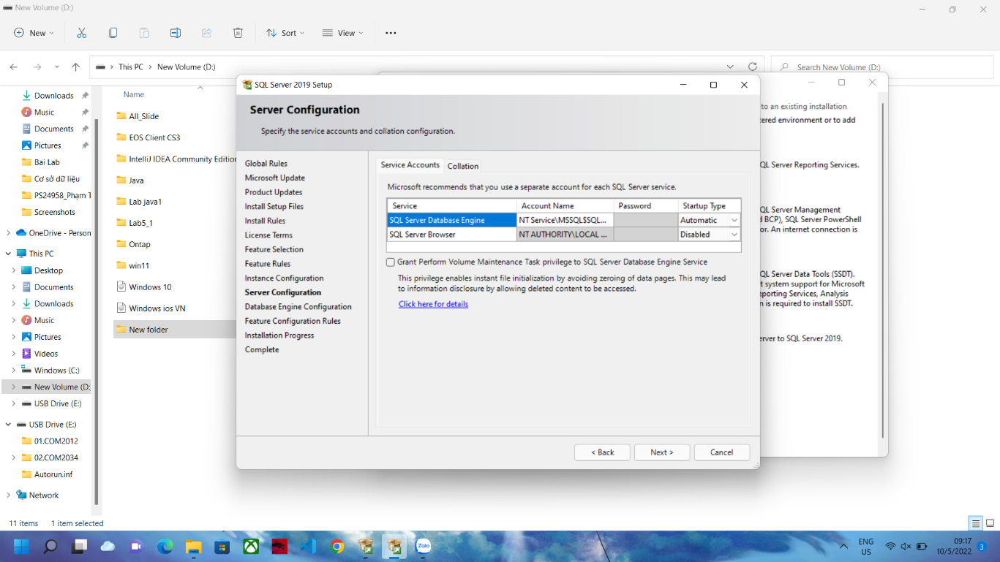 New Volume (D:)
New
Sort
View
This PC > New Volume (D:)
Search New Volume (D:)
Downloads
Music
Documents
Pictures
Bai Lab
Cơ sở dữ liệu
PS24958_Phạm T
Screenshots
OneDrive - Person
This PC
Desktop
Documents
Downloads
Music
Pictures
Videos
Windows (C:)
New Volume (D:
USB Drive (E:)
USB Drive (E:)
01.COM2012
02.COM2034
Autorun.inf
Network
Name
All_Slide
EOS Client CS3
IntelliJ IDEA Community Edition
Java
Lab java1
Lab5_1
Ontap
win11
Windows 10
Windows ios VN
New folder
SQL Server 2019 Setup
Server Configuration
Specify the service accounts and collation configuration.
Global Rules
Microsoft Update
Product Updates
Install Setup Files
Install Rules
License Terms
Feature Selection
Feature Rules
Instance Configuration
Server Configuration
Database Engine Configuration
Feature Configuration Rules
Installation Progress
Complete
Service Accounts Collation
Microsoft recommends that you use a separate account for each SQL Server service.
Service Account Name Password Startup Type
SQL Server Database Engine NT Service\MSSQL$SQL... Automatic
SQL Server Browser NT AUTHORITY\LOCAL ... Disabled
Grant Perform Volume Maintenance Task privilege to SQL Server Database Engine Service
This privilege enables instant file initialization by avoiding zeroing of data pages. This may lead
to information disclosure by allowing deleted content to be accessed.
Click here for details
< Back Next > Cancel
to an existing installation
tered environment or to add
QL Server Reporting Services.
QL Server Management
d BCP), SQL Server PowerShell
or. An internet connection is
QL Server Data Tools (SSDT).
t system support for Microsoft
eporting Services, Analysis
n is required to install SSDT.
erver to SQL Server 2019.
11 items 1 item selected
Zalo
ENG
US
09:17
10/5/2022
3